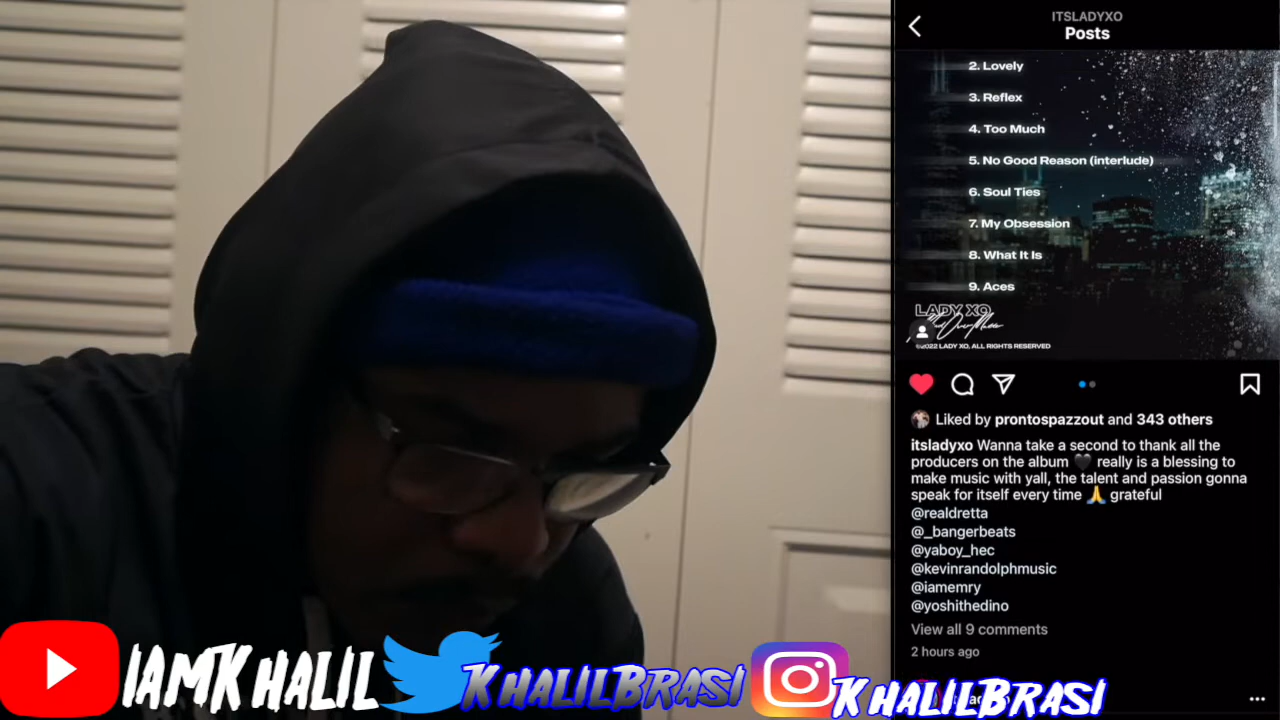 ITSLADYXO
Posts
2. Lovely
3. Reflex
4. Too Much
5. No Good Reason (interlude)
6. Soul Ties
7. My Obsession
8. What It Is
9. Aces
LADY XO
©2022 LADY XO, ALL RIGHTS RESERVED
Liked by prontospazzout and 343 others
itsladyxo Wanna take a second to thank all the
producers on the album 🖤 really is a blessing to
make music with yall, the talent and passion gonna
speak for itself every time 🙏 grateful
@realdretta
@_bangerbeats
@yaboy_hec
@kevinrandolphmusic
@iamemry
@yoshithedino
View all 9 comments
2 hours ago
IAMKHALIL KHALILBRASI KHALILBRASI